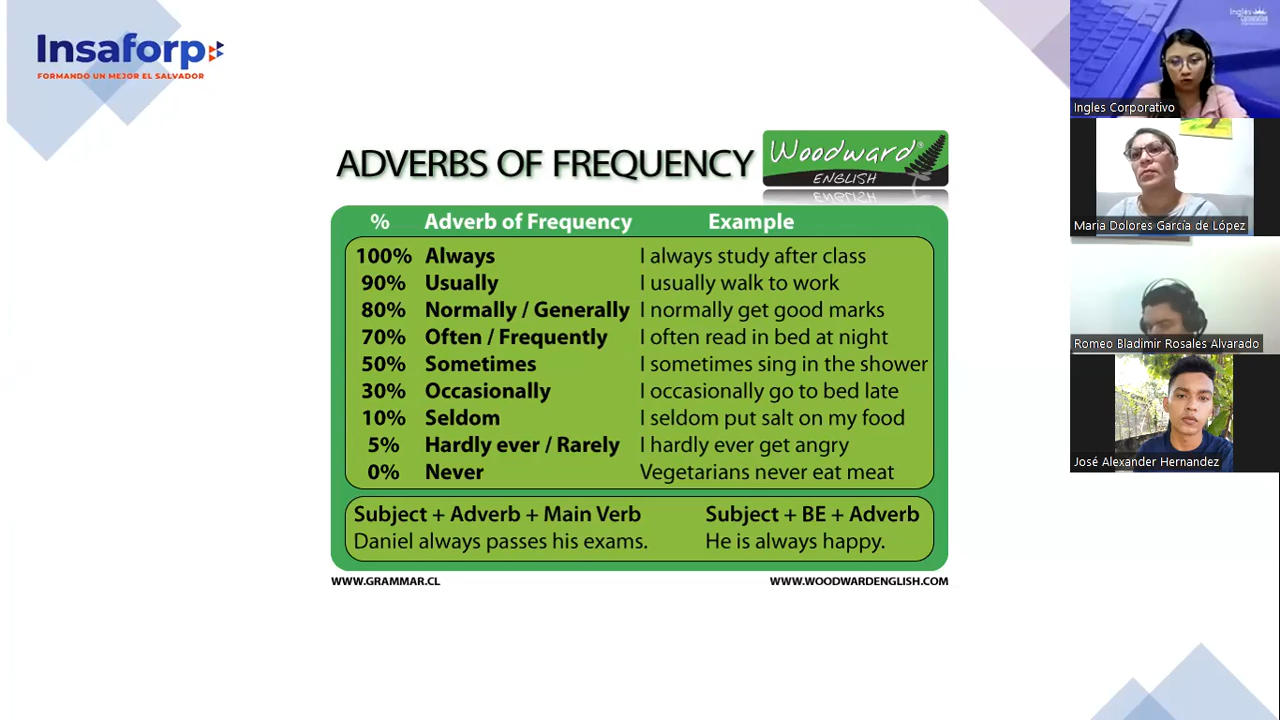 Insaforp
FORMANDO UN MEJOR EL SALVADOR
ADVERBS OF FREQUENCY
Woodward®
ENGLISH
% Adverb of Frequency Example
100% Always I always study after class
90% Usually I usually walk to work
80% Normally / Generally I normally get good marks
70% Often / Frequently I often read in bed at night
50% Sometimes I sometimes sing in the shower
30% Occasionally I occasionally go to bed late
10% Seldom I seldom put salt on my food
5% Hardly ever / Rarely I hardly ever get angry
0% Never Vegetarians never eat meat
Subject + Adverb + Main Verb Subject + BE + Adverb
Daniel always passes his exams. He is always happy.
WWW.GRAMMAR.CL WWW.WOODWARDENGLISH.COM
Ingles
Corporativo
Ingles Corporativo
Maria Dolores García de López
Romeo Bladimir Rosales Alvarado
José Alexander Hernandez